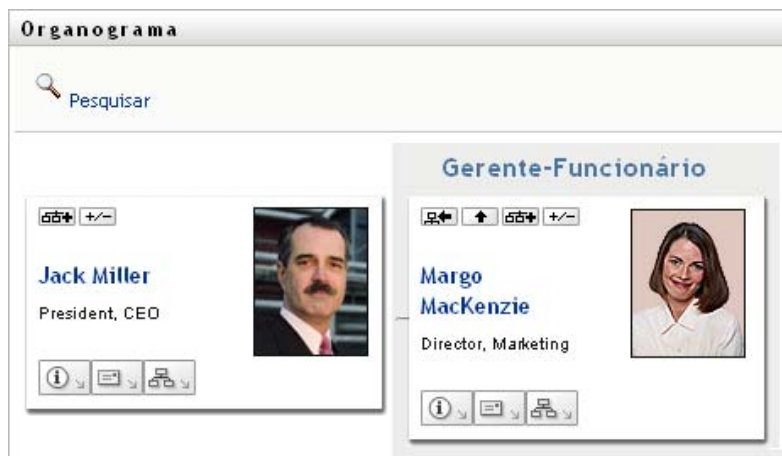 Organograma
Pesquisar
Gerente-Funcionário
+/-
Jack Miller
President, CEO
+/-
Margo
MacKenzie
Director, Marketing